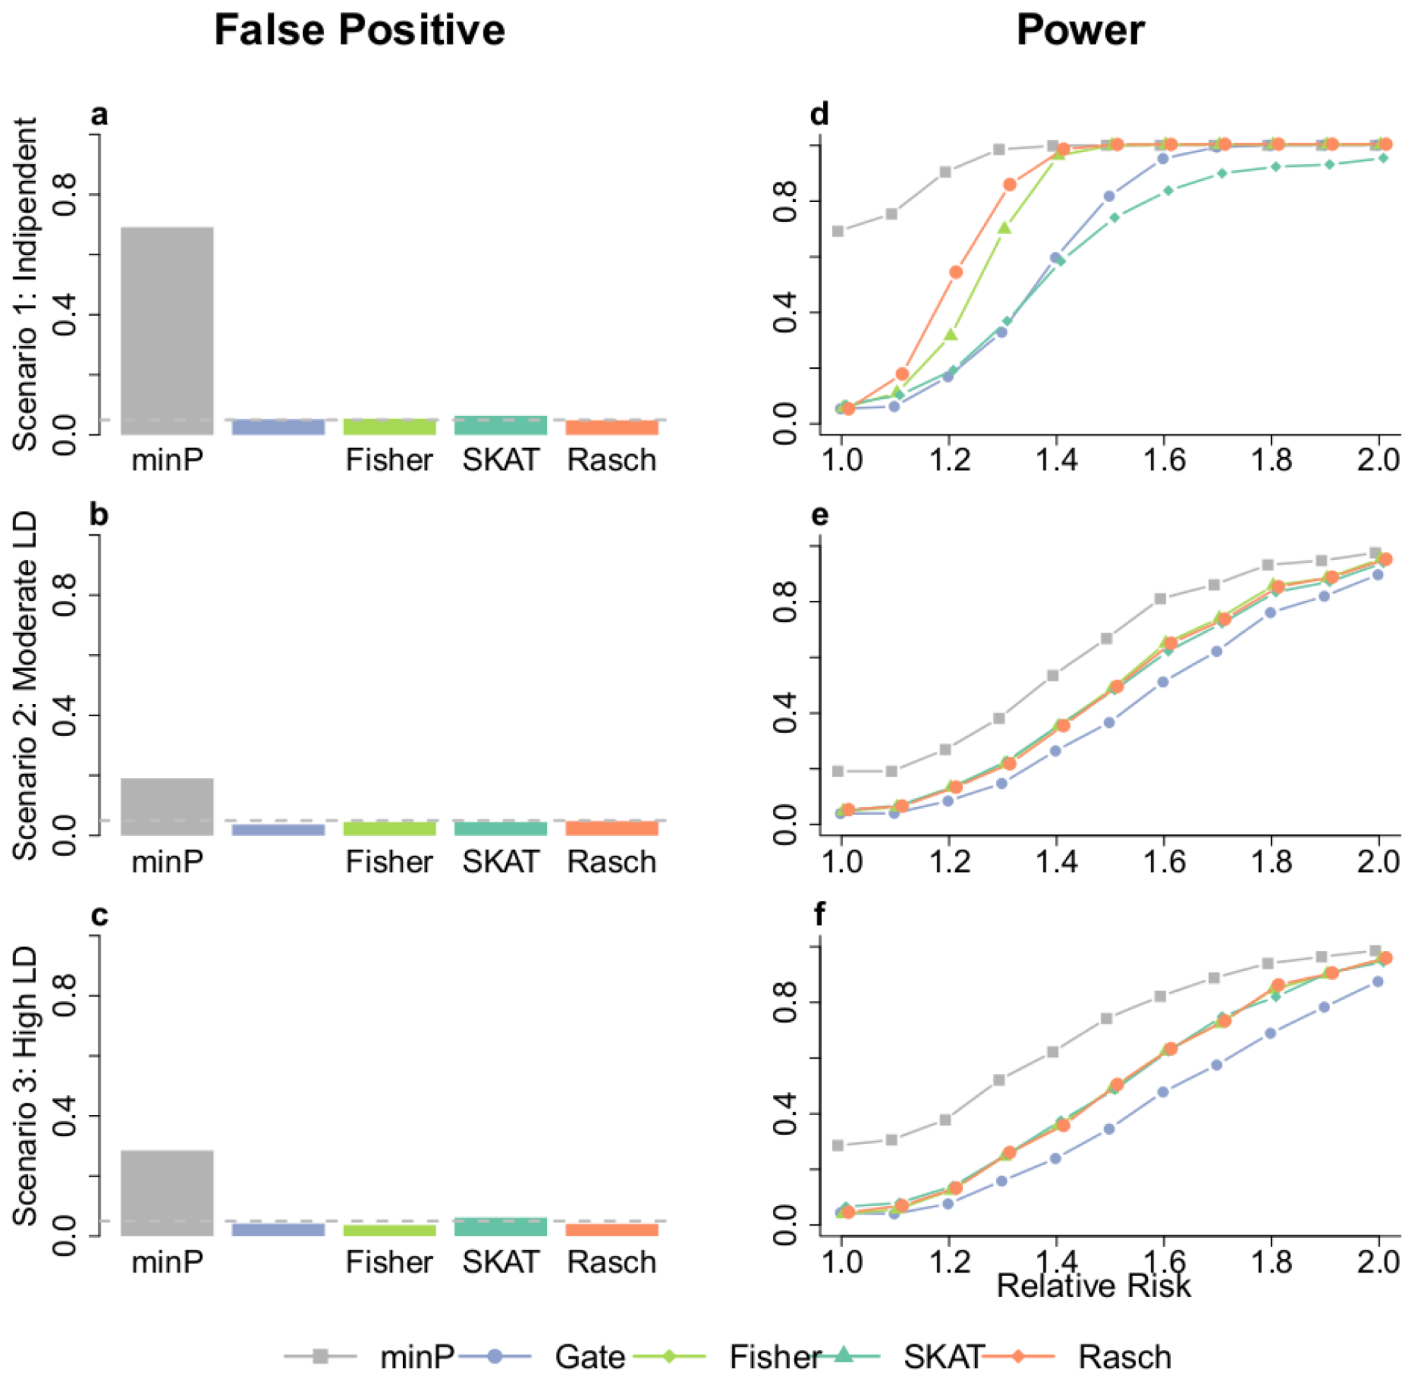 False Positive Power
a
Scenario 1: Indipendent
0.0 0.4 0.8
minP Fisher SKAT Rasch
d
0.0 0.4 0.8
1.0 1.2 1.4 1.6 1.8 2.0
b
Scenario 2: Moderate LD
0.0 0.4 0.8
minP Fisher SKAT Rasch
e
0.0 0.4 0.8
1.0 1.2 1.4 1.6 1.8 2.0
c
Scenario 3: High LD
0.0 0.4 0.8
minP Fisher SKAT Rasch
f
0.0 0.4 0.8
1.0 1.2 1.4 1.6 1.8 2.0
Relative Risk
minP Gate Fisher SKAT Rasch